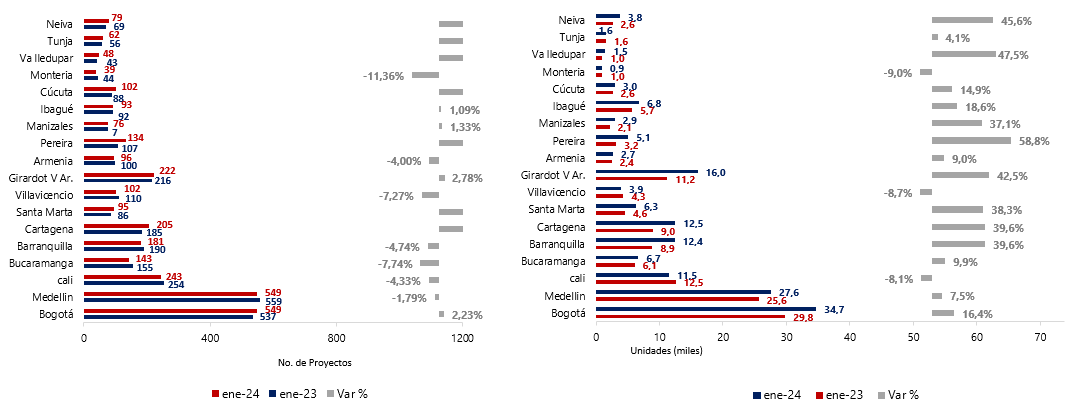 Neiva 79 69
Tunja 62 56
Va lledupar 48 43
Monteria 39 44 -11,36%
Cúcuta 102 88
Ibagué 93 92 1,09%
Manizales 76 7 1,33%
Pereira 134 107
Armenia 96 100 -4,00%
Girardot V Ar. 222 216 2,78%
Villavicencio 102 110 -7,27%
Santa Marta 95 86
Cartagena 205 185
Barranquilla 181 190 -4,74%
Bucaramanga 143 155 -7,74%
cali 243 254 -4,33%
Medellin 549 559 -1,79%
Bogotá 549 537 2,23%
0 400 800 1200
No. de Proyectos
ene-24 ene-23 Var %
Neiva 3,8 2,6 45,6%
Tunja 1,6 1,6 4,1%
Va lledupar 1,5 1,0 47,5%
Monteria 0,9 1,0 -9,0%
Cúcuta 3,0 2,6 14,9%
Ibagué 6,8 5,7 18,6%
Manizales 2,9 2,1 37,1%
Pereira 5,1 3,2 58,8%
Armenia 2,7 2,4 9,0%
Girardot V Ar. 16,0 11,2 42,5%
Villavicencio 3,9 4,3 -8,7%
Santa Marta 6,3 4,6 38,3%
Cartagena 12,5 9,0 39,6%
Barranquilla 12,4 8,9 39,6%
Bucaramanga 6,7 6,1 9,9%
cali 11,5 12,5 -8,1%
Medellin 27,6 25,6 7,5%
Bogotá 34,7 29,8 16,4%
0 10 20 30 40 50 60 70
Unidades (miles)
ene-24 ene-23 Var %